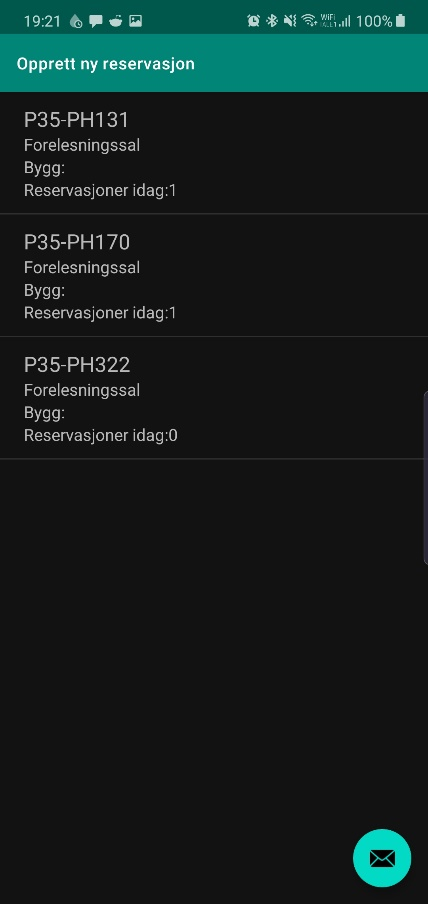 19:21 100%
Opprett ny reservasjon
P35-PH131
Forelesningssal
Bygg:
Reservasjoner idag:1
P35-PH170
Forelesningssal
Bygg:
Reservasjoner idag:1
P35-PH322
Forelesningssal
Bygg:
Reservasjoner idag:0